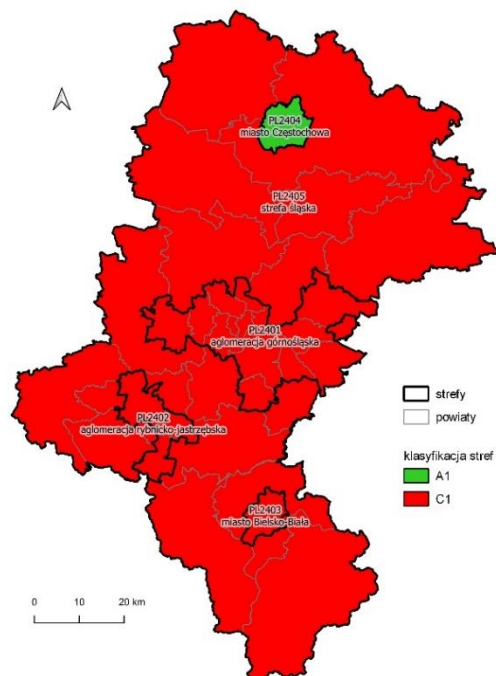 PL2404
miasto Częstochowa
PL2405
strefa śląska
PL2401
aglomeracja górnośląska
PL2402
aglomeracja rybnicko-jastrzębska
PL2403
miasto Bielsko-Biała
strefy
powiaty
klasyfikacja stref
A1
C1
0 10 20 km